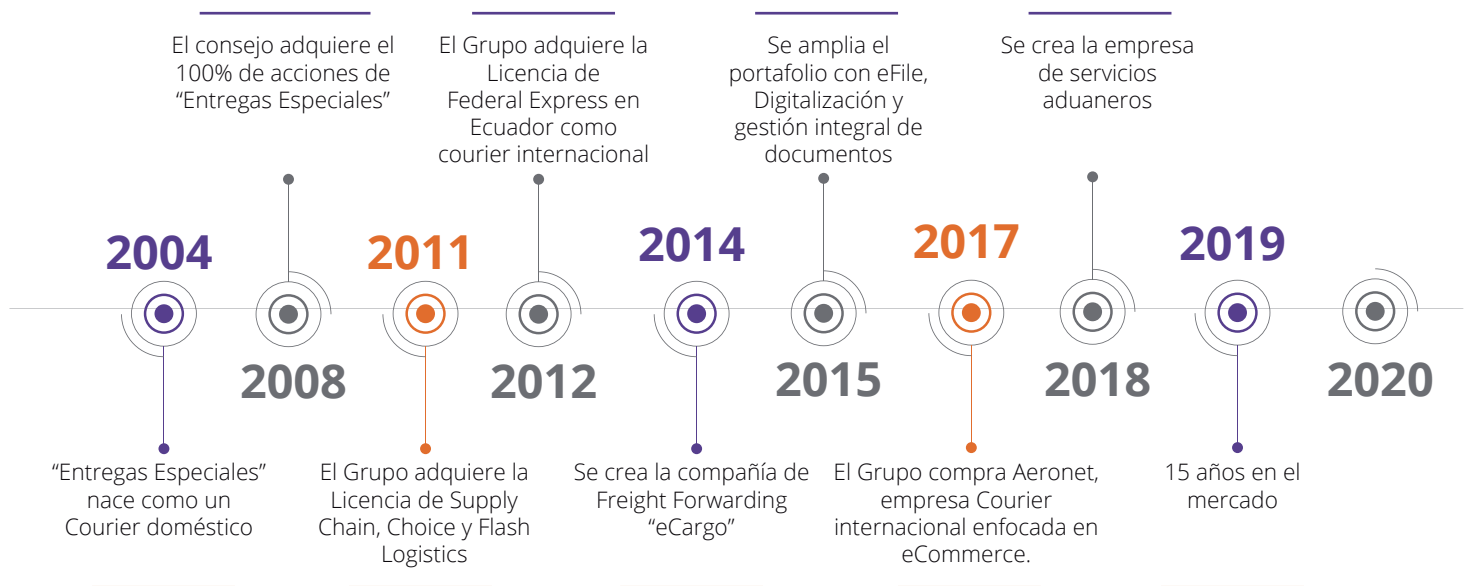 El consejo adquiere el
100% de acciones de
“Entregas Especiales”
El Grupo adquiere la
Licencia de
Federal Express en
Ecuador como
courier internacional
Se amplia el
portafolio con eFile,
Digitalización y
gestión integral de
documentos
Se crea la empresa
de servicios
aduaneros
2004
2011
2014
2017
2019
2008
2012
2015
2018
2020
“Entregas Especiales”
nace como un
Courier doméstico
El Grupo adquiere la
Licencia de Supply
Chain, Choice y Flash
Logistics
Se crea la compañía de
Freight Forwarding
“eCargo”
El Grupo compra Aeronet,
empresa Courier
internacional enfocada en
eCommerce.
15 años en el
mercado